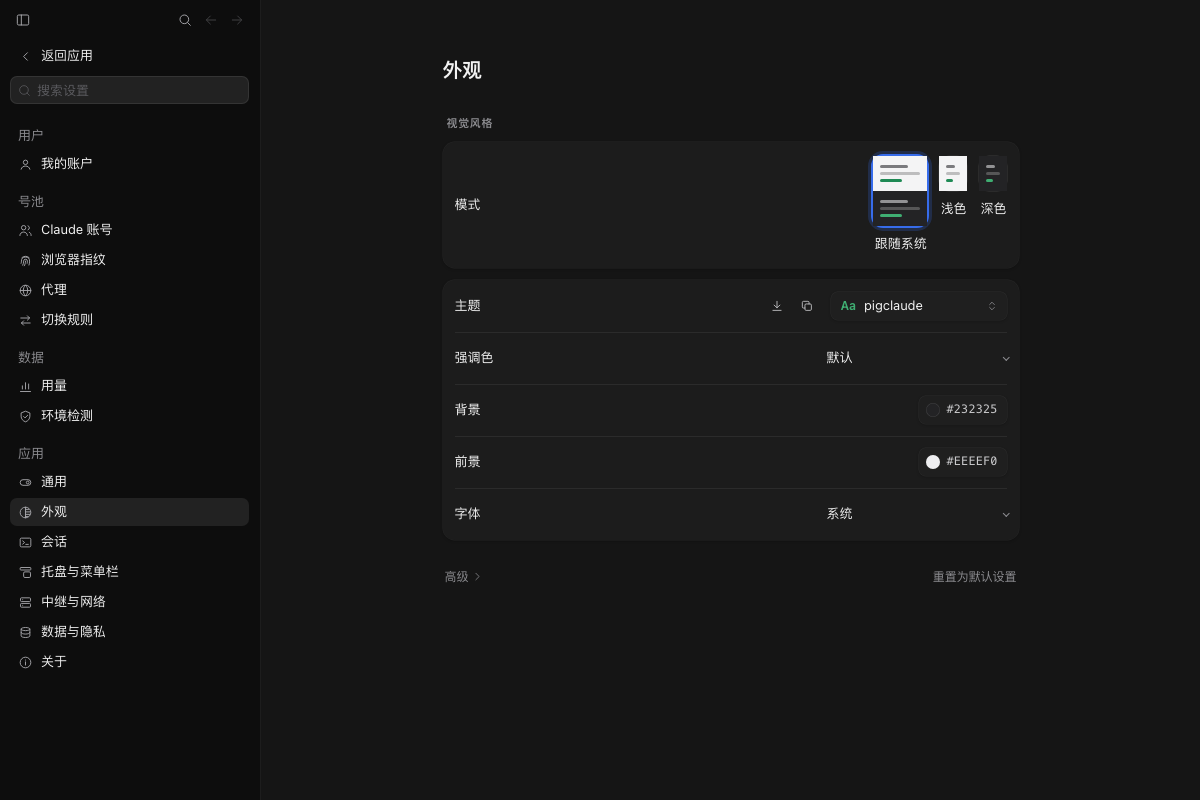 返回应用
搜索设置
用户
我的账户
号池
Claude 账号
浏览器指纹
代理
切换规则
数据
用量
环境检测
应用
通用
外观
会话
托盘与菜单栏
中继与网络
数据与隐私
关于
外观
视觉风格
模式
跟随系统
浅色
深色
主题
Aa pigclaude
强调色
默认
背景
#232325
前景
#EEEEF0
字体
系统
高级
重置为默认设置